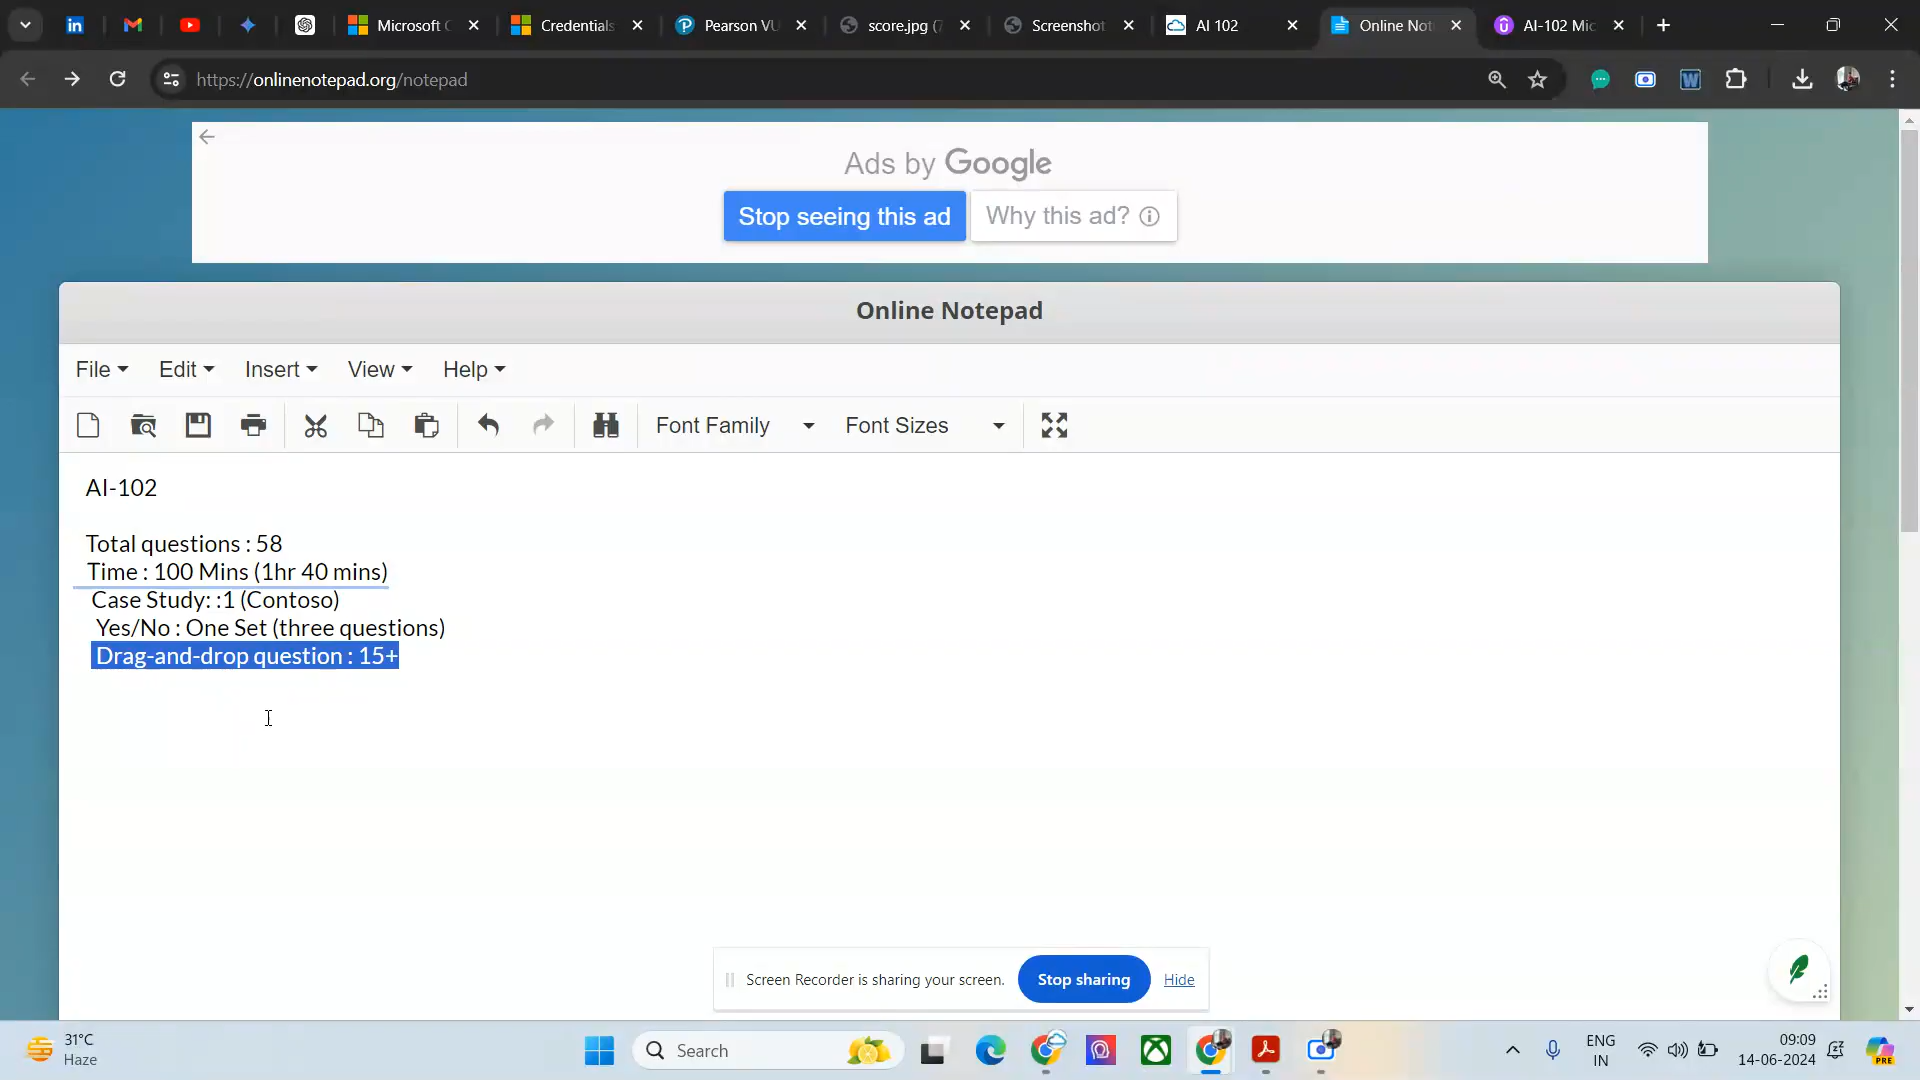 Microsoft C
Credentials
Pearson VU
score.jpg (7
Screenshot
AI 102
Online Not
AI-102 Mic
https://onlinenotepad.org/notepad
Ads by Google
Stop seeing this ad
Why this ad?
Online Notepad
File
Edit
Insert
View
Help
Font Family
Font Sizes
AI-102
Total questions : 58
Time : 100 Mins (1hr 40 mins)
Case Study: :1 (Contoso)
Yes/No : One Set (three questions)
Drag-and-drop question : 15+
Screen Recorder is sharing your screen.
Stop sharing
Hide
31°C
Haze
Search
ENG
IN
09:09
14-06-2024
PRE